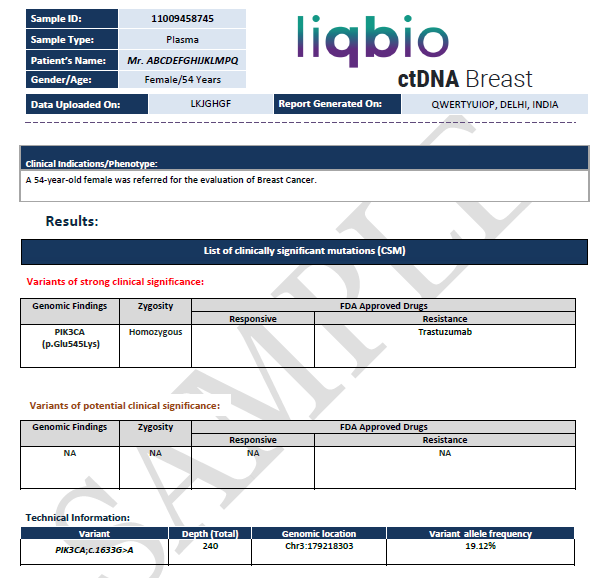 Sample ID: 11009458745
liqbio
Sample Type: Plasma
Patient's Name: Mr. ABCDEFGHIJKLMPQ
ctDNA Breast
Gender/Age: Female/54 Years
Data Uploaded On: LKJGHGF Report Generated On: QWERTYUIOP, DELHI, INDIA
Clinical Indications/Phenotype:
A 54-year-old female was referred for the evaluation of Breast Cancer.
Results:
List of clinically significant mutations (CSM)
Variants of strong clinical significance:
Genomic Findings Zygosity FDA Approved Drugs
Responsive Resistance
PIK3CA Homozygous Trastuzumab
(p.Glu545Lys)
Variants of potential clinical significance:
Genomic Findings Zygosity FDA Approved Drugs
Responsive Resistance
NA NA NA NA
Technical Information:
Variant Depth (Total) Genomic location Variant allele frequency
PIK3CA;c.1633G>A 240 Chr3:179218303 19.12%
SAMPLE